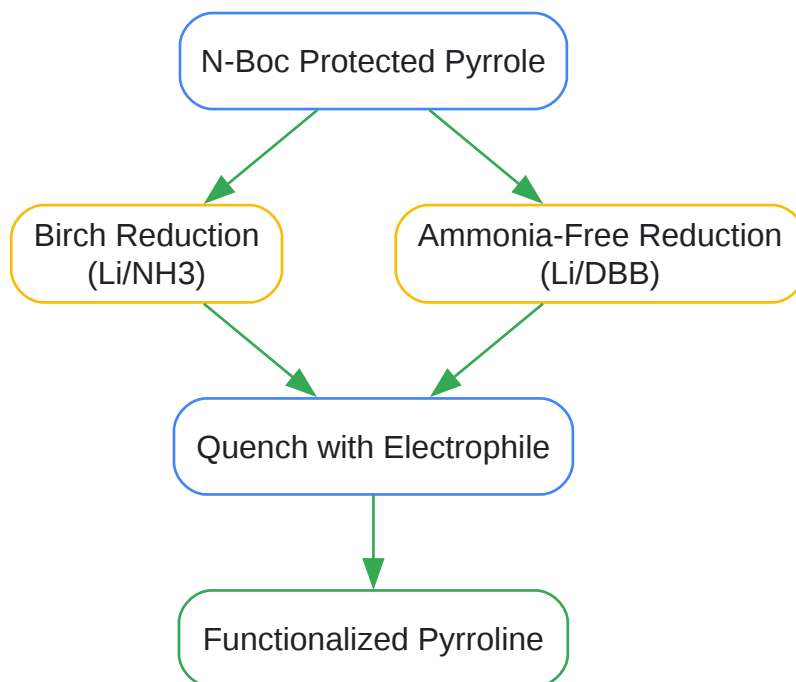 N-Boc Protected Pyrrole
Birch Reduction
(Li/NH3)
Ammonia-Free Reduction
(Li/DBB)
Quench with Electrophile
Functionalized Pyrroline